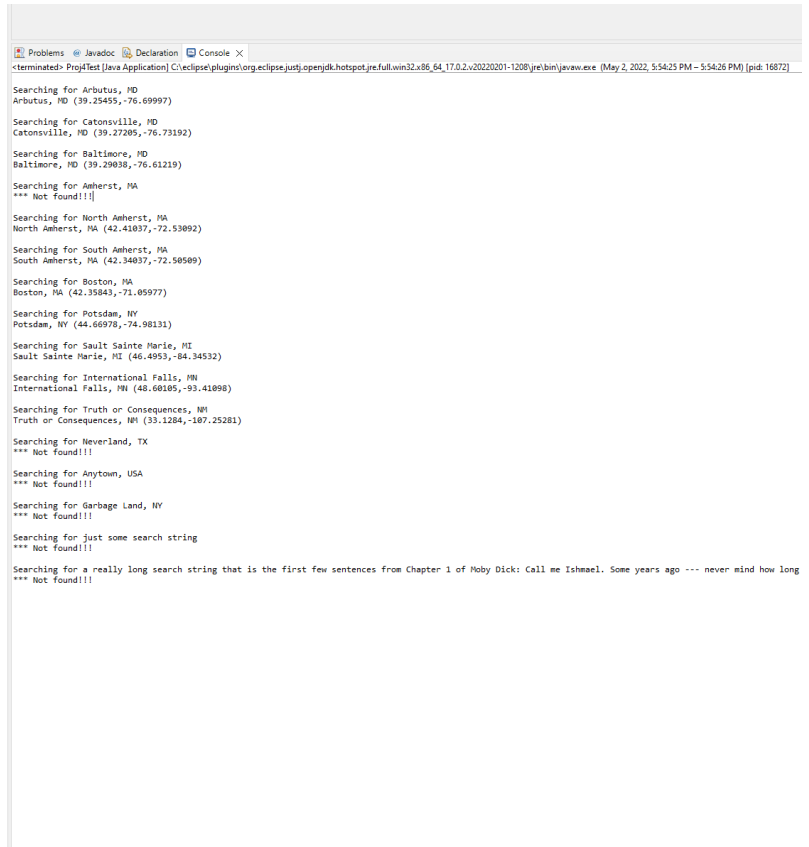 Problems @ Javadoc Declaration Console
<terminated> Proj4Test [Java Application] C:\eclipse\plugins\org.eclipse.justj.openjdk.hotspot.jre.full.win32.x86_64_17.0.2.v20220201-1208\jre\bin\javaw.exe (May 2, 2022, 5:54:25 PM – 5:54:26 PM) [pid: 16872]
Searching for Arbutus, MD
Arbutus, MD (39.25455,-76.69997)
Searching for Catonsville, MD
Catonsville, MD (39.27205,-76.73192)
Searching for Baltimore, MD
Baltimore, MD (39.29038,-76.61219)
Searching for Amherst, MA
*** Not found!!!
Searching for North Amherst, MA
North Amherst, MA (42.41037,-72.53092)
Searching for South Amherst, MA
South Amherst, MA (42.34037,-72.50509)
Searching for Boston, MA
Boston, MA (42.35843,-71.05977)
Searching for Potsdam, NY
Potsdam, NY (44.66978,-74.98131)
Searching for Sault Sainte Marie, MI
Sault Sainte Marie, MI (46.4953,-84.34532)
Searching for International Falls, MN
International Falls, MN (48.60105,-93.41098)
Searching for Truth or Consequences, NM
Truth or Consequences, NM (33.1284,-107.25281)
Searching for Neverland, TX
*** Not found!!!
Searching for Anytown, USA
*** Not found!!!
Searching for Garbage Land, NY
*** Not found!!!
Searching for just some search string
*** Not found!!!
Searching for a really long search string that is the first few sentences from Chapter 1 of Moby Dick: Call me Ishmael. Some years ago --- never mind how long
*** Not found!!!